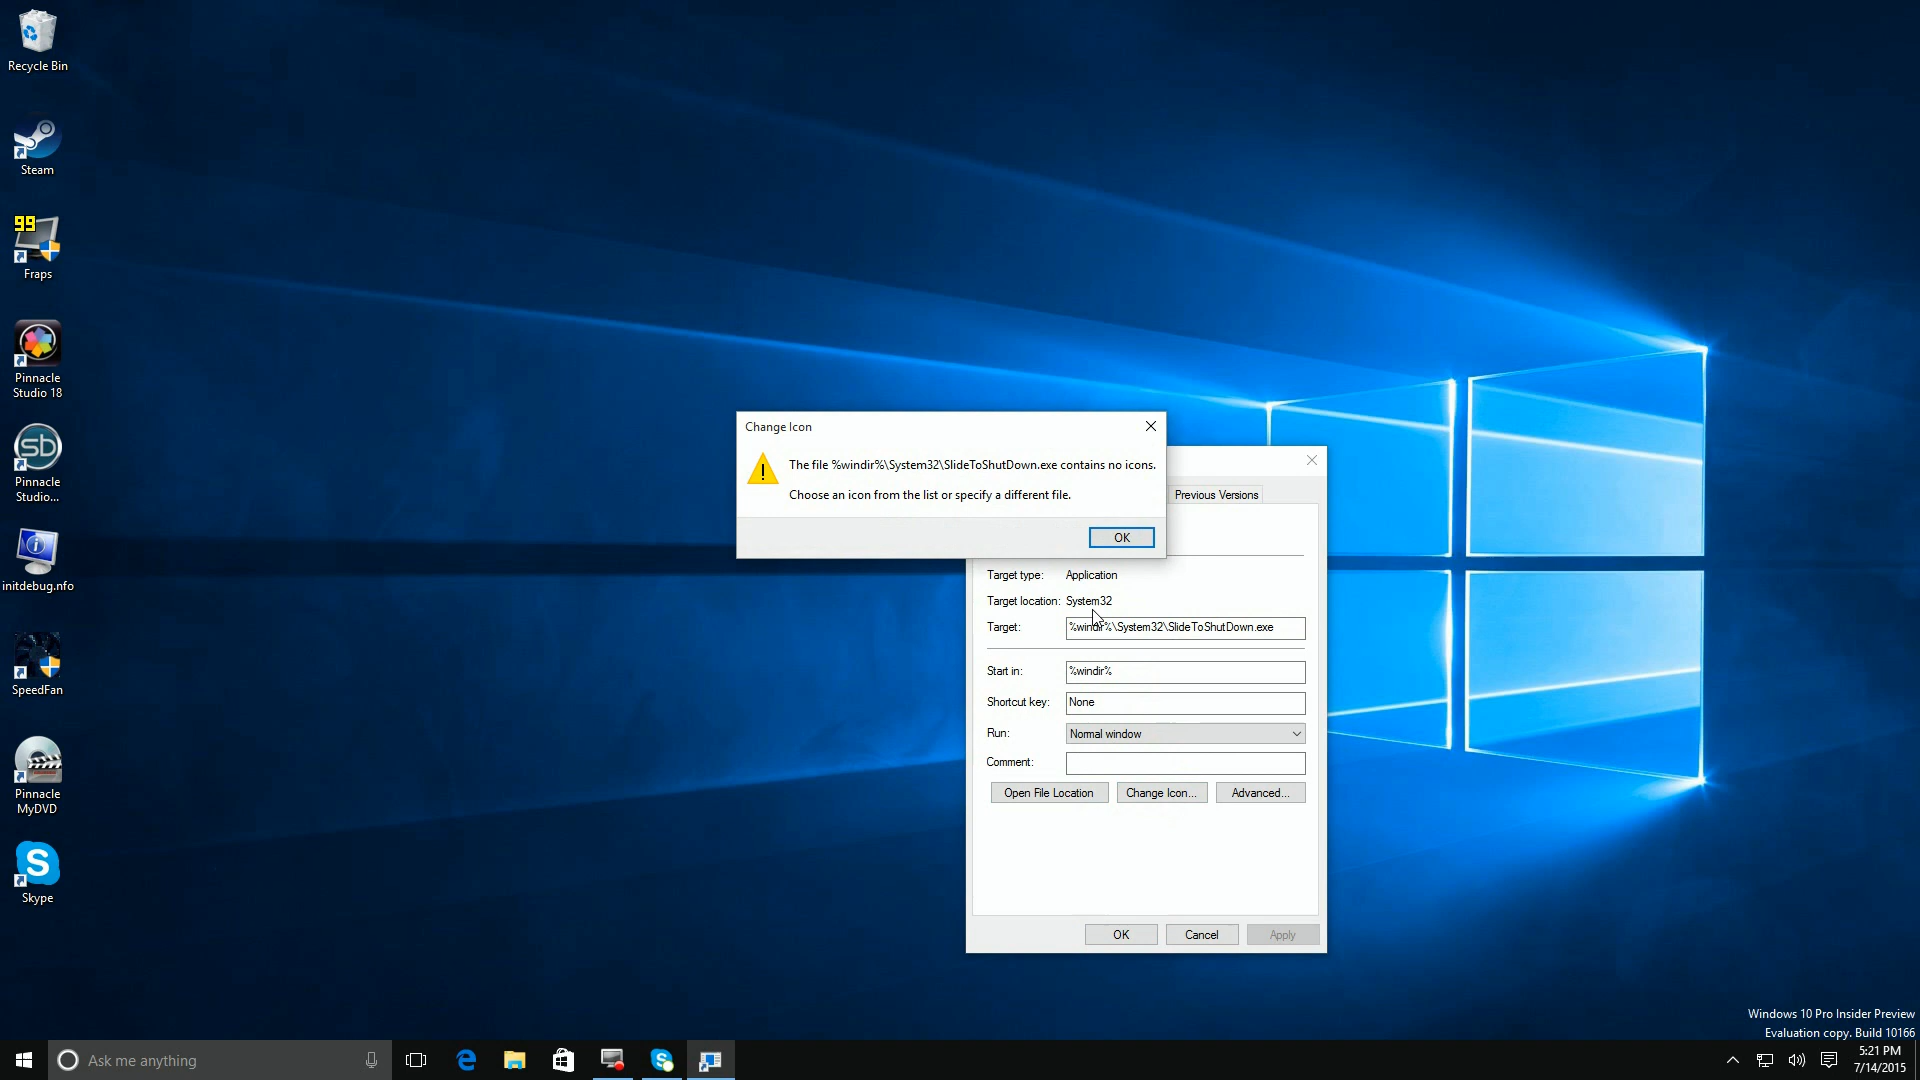 Recycle Bin
Steam
99
Fraps
Pinnacle
Studio 18
sb
Pinnacle
Studio...
initdebug.nfo
SpeedFan
Pinnacle
MyDVD
S
Skype
Change Icon
The file %windir%\System32\SlideToShutDown.exe contains no icons.
Choose an icon from the list or specify a different file.
OK
Previous Versions
Target type: Application
Target location: System32
Target: %windir%\System32\SlideToShutDown.exe
Start in: %windir%
Shortcut key: None
Run: Normal window
Comment:
Open File Location Change Icon... Advanced...
OK Cancel Apply
Windows 10 Pro Insider Preview
Evaluation copy. Build 10166
Ask me anything
5:21 PM
7/14/2015